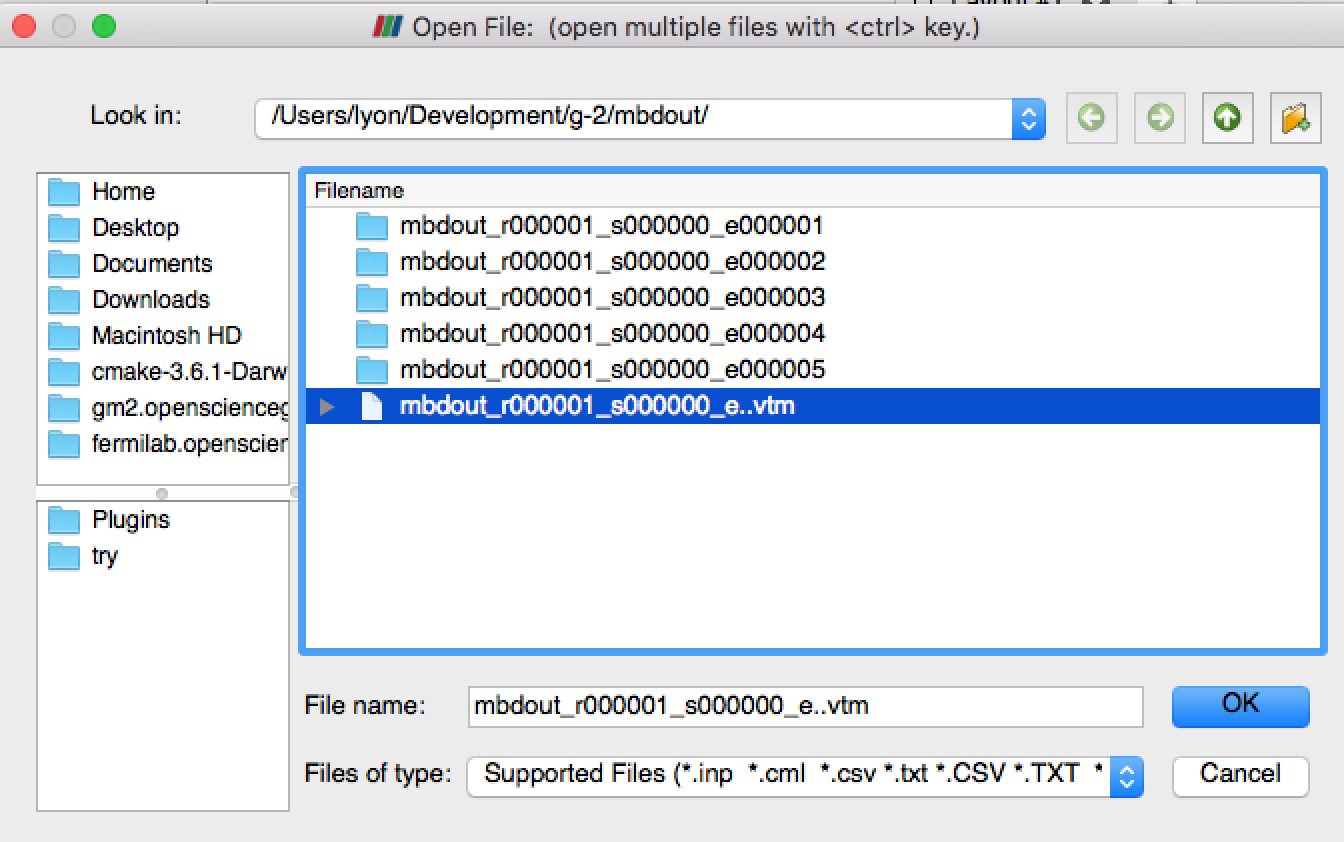 Open File: (open multiple files with <ctrl> key.)
Look in:
/Users/lyon/Development/g-2/mbdout/
Home
Desktop
Documents
Downloads
Macintosh HD
cmake-3.6.1-Darw
gm2.openscienceg
fermilab.openscien
Plugins
try
Filename
mbdout_r000001_s000000_e000001
mbdout_r000001_s000000_e000002
mbdout_r000001_s000000_e000003
mbdout_r000001_s000000_e000004
mbdout_r000001_s000000_e000005
mbdout_r000001_s000000_e..vtm
File name:
mbdout_r000001_s000000_e..vtm
OK
Files of type:
Supported Files (*.inp *.cml *.csv *.txt *.CSV *.TXT *
Cancel